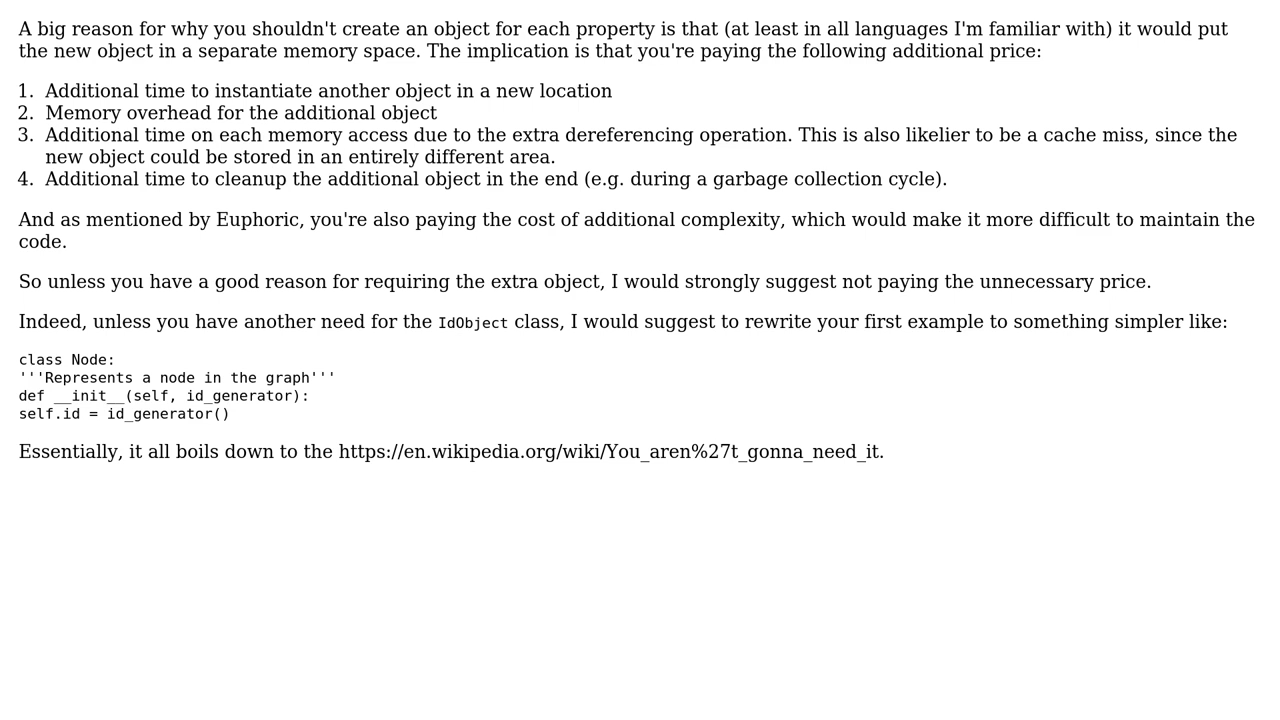 A big reason for why you shouldn't create an object for each property is that (at least in all languages I'm familiar with) it would put
the new object in a separate memory space. The implication is that you're paying the following additional price:
1. Additional time to instantiate another object in a new location
2. Memory overhead for the additional object
3. Additional time on each memory access due to the extra dereferencing operation. This is also likelier to be a cache miss, since the
new object could be stored in an entirely different area.
4. Additional time to cleanup the additional object in the end (e.g. during a garbage collection cycle).
And as mentioned by Euphoric, you're also paying the cost of additional complexity, which would make it more difficult to maintain the
code.
So unless you have a good reason for requiring the extra object, I would strongly suggest not paying the unnecessary price.
Indeed, unless you have another need for the IdObject class, I would suggest to rewrite your first example to something simpler like:
class Node:
'''Represents a node in the graph'''
def __init__(self, id_generator):
self.id = id_generator()
Essentially, it all boils down to the https://en.wikipedia.org/wiki/You_aren%27t_gonna_need_it.